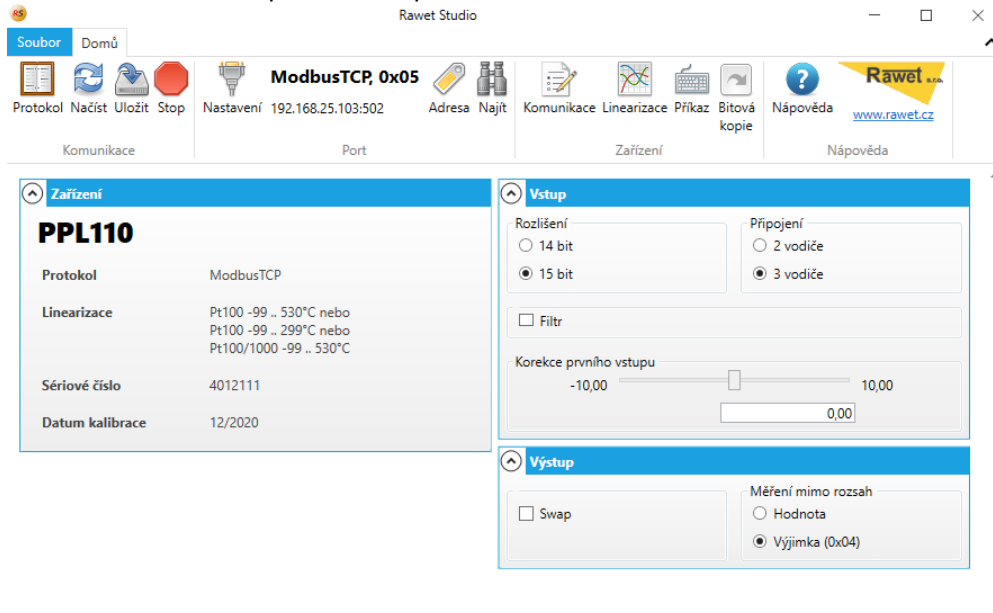 RS
Rawet Studio
Soubor Domů
Protokol Načíst Uložit Stop
Komunikace
Nastavení
ModbusTCP, 0x05
192.168.25.103:502
Adresa Najít
Port
Komunikace Linearizace Příkaz Bitová
kopie
Zařízení
Nápověda
Rawet s.r.o.
www.rawet.cz
Nápověda
Zařízení
PPL110
Protokol ModbusTCP
Linearizace Pt100 -99 .. 530°C nebo
Pt100 -99 .. 299°C nebo
Pt100/1000 -99 .. 530°C
Sériové číslo 4012111
Datum kalibrace 12/2020
Vstup
Rozlišení
14 bit
15 bit
Připojení
2 vodiče
3 vodiče
Filtr
Korekce prvního vstupu
-10,00 10,00
0,00
Výstup
Swap
Měření mimo rozsah
Hodnota
Výjimka (0x04)